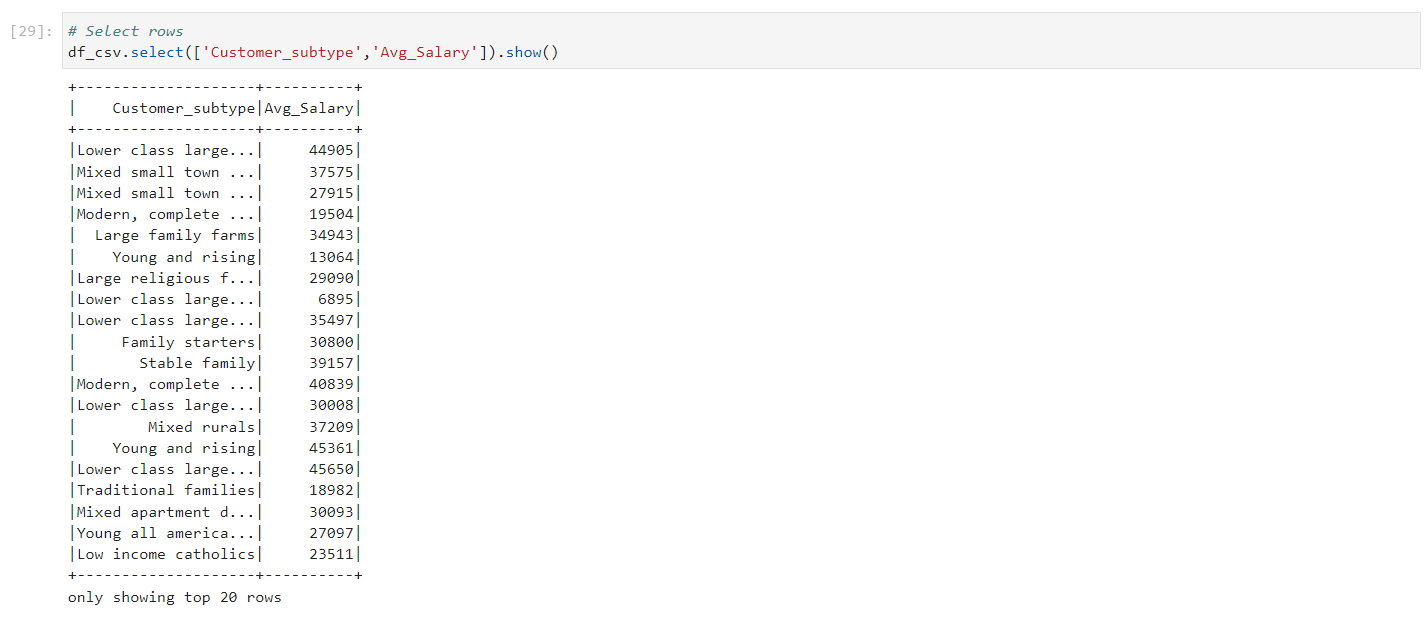 [29]: # Select rows
df_csv.select(['Customer_subtype','Avg_Salary']).show()
+--------------------+----------+
|    Customer_subtype|Avg_Salary|
+--------------------+----------+
|Lower class large...|     44905|
|Mixed small town ...|     37575|
|Mixed small town ...|     27915|
|Modern, complete ...|     19504|
|  Large family farms|     34943|
|    Young and rising|     13064|
|Large religious f...|     29090|
|Lower class large...|      6895|
|Lower class large...|     35497|
|     Family starters|     30800|
|       Stable family|     39157|
|Modern, complete ...|     40839|
|Lower class large...|     30008|
|        Mixed rurals|     37209|
|    Young and rising|     45361|
|Lower class large...|     45650|
|Traditional families|     18982|
|Mixed apartment d...|     30093|
|Young all america...|     27097|
|Low income catholics|     23511|
+--------------------+----------+
only showing top 20 rows